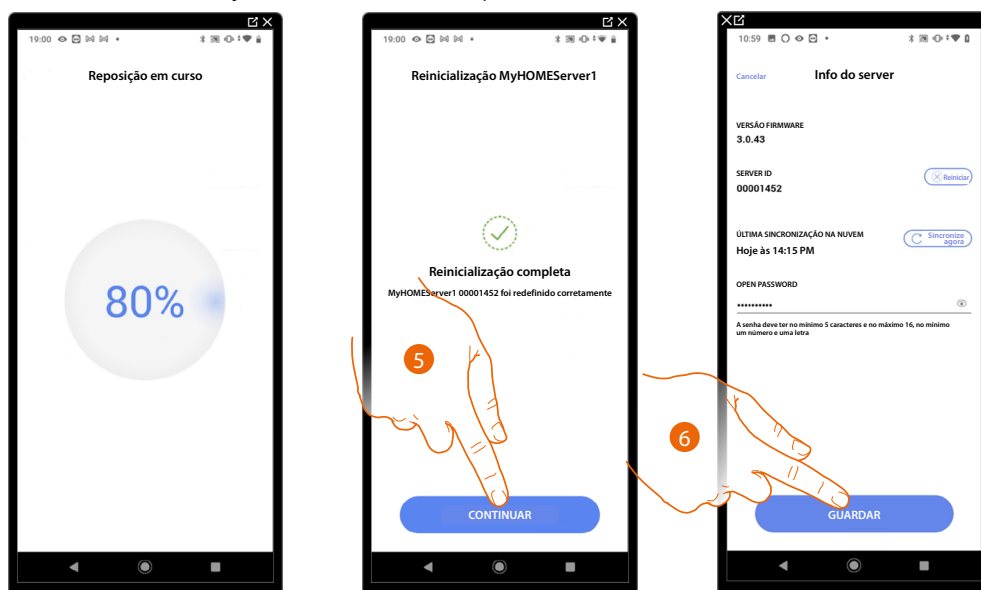 19:00
Reposição em curso
80%
19:00
Reinicialização MyHOMEServer1
Reinicialização completa
MyHOMEServer1 00001452 foi redefinido corretamente
5
CONTINUAR
10:59
Cancelar
Info do server
VERSÃO FIRMWARE
3.0.43
SERVER ID
00001452
Reiniciar
ÚLTIMA SINCRONIZAÇÃO NA NUVEM
Hoje às 14:15 PM
Sincronize
agora
OPEN PASSWORD
••••••••••
A senha deve ter no mínimo 5 caracteres e no máximo 16, no mínimo
um número e uma letra
6
GUARDAR